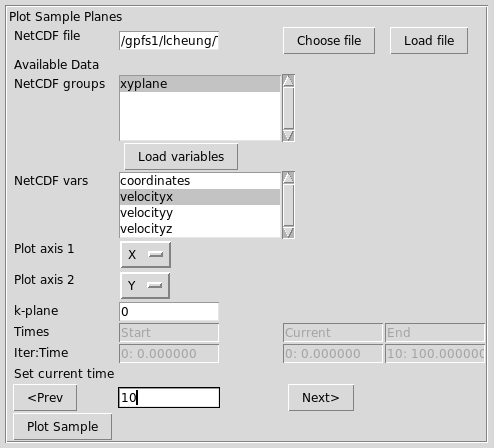 Plot Sample Planes
NetCDF file /gpfs1/lcheung/ Choose file Load file
Available Data
NetCDF groups xyplane
Load variables
NetCDF vars coordinates
velocityx
velocityy
velocityz
Plot axis 1 X
Plot axis 2 Y
k-plane 0
Times Start Current End
Iter:Time 0: 0.000000 0: 0.000000 10: 100.000000
Set current time
<Prev 10 Next>
Plot Sample